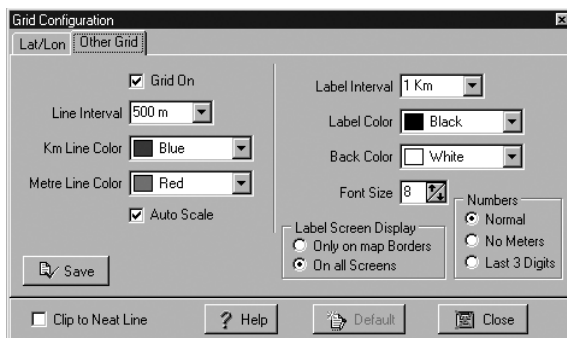 Grid Configuration
Lat/Lon
Other Grid
Grid On
Line Interval 500 m
Km Line Color Blue
Metre Line Color Red
Auto Scale
Save
Label Interval 1 Km
Label Color Black
Back Color White
Font Size 8
Label Screen Display
Only on map Borders
On all Screens
Numbers
Normal
No Meters
Last 3 Digits
Clip to Neat Line
? Help
Default
Close